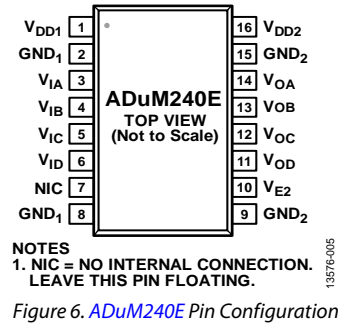 VDD1 1 16 VDD2
GND1 2 15 GND2
VIA 3 14 VOA
VIB 4 ADuM240E 13 VOB
VIC 5 TOP VIEW (Not to Scale) 12 VOC
VID 6 11 VOD
NIC 7 10 VE2
GND1 8 9 GND2
NOTES
1. NIC = NO INTERNAL CONNECTION.
LEAVE THIS PIN FLOATING.
13576-005
Figure 6. ADuM240E Pin Configuration